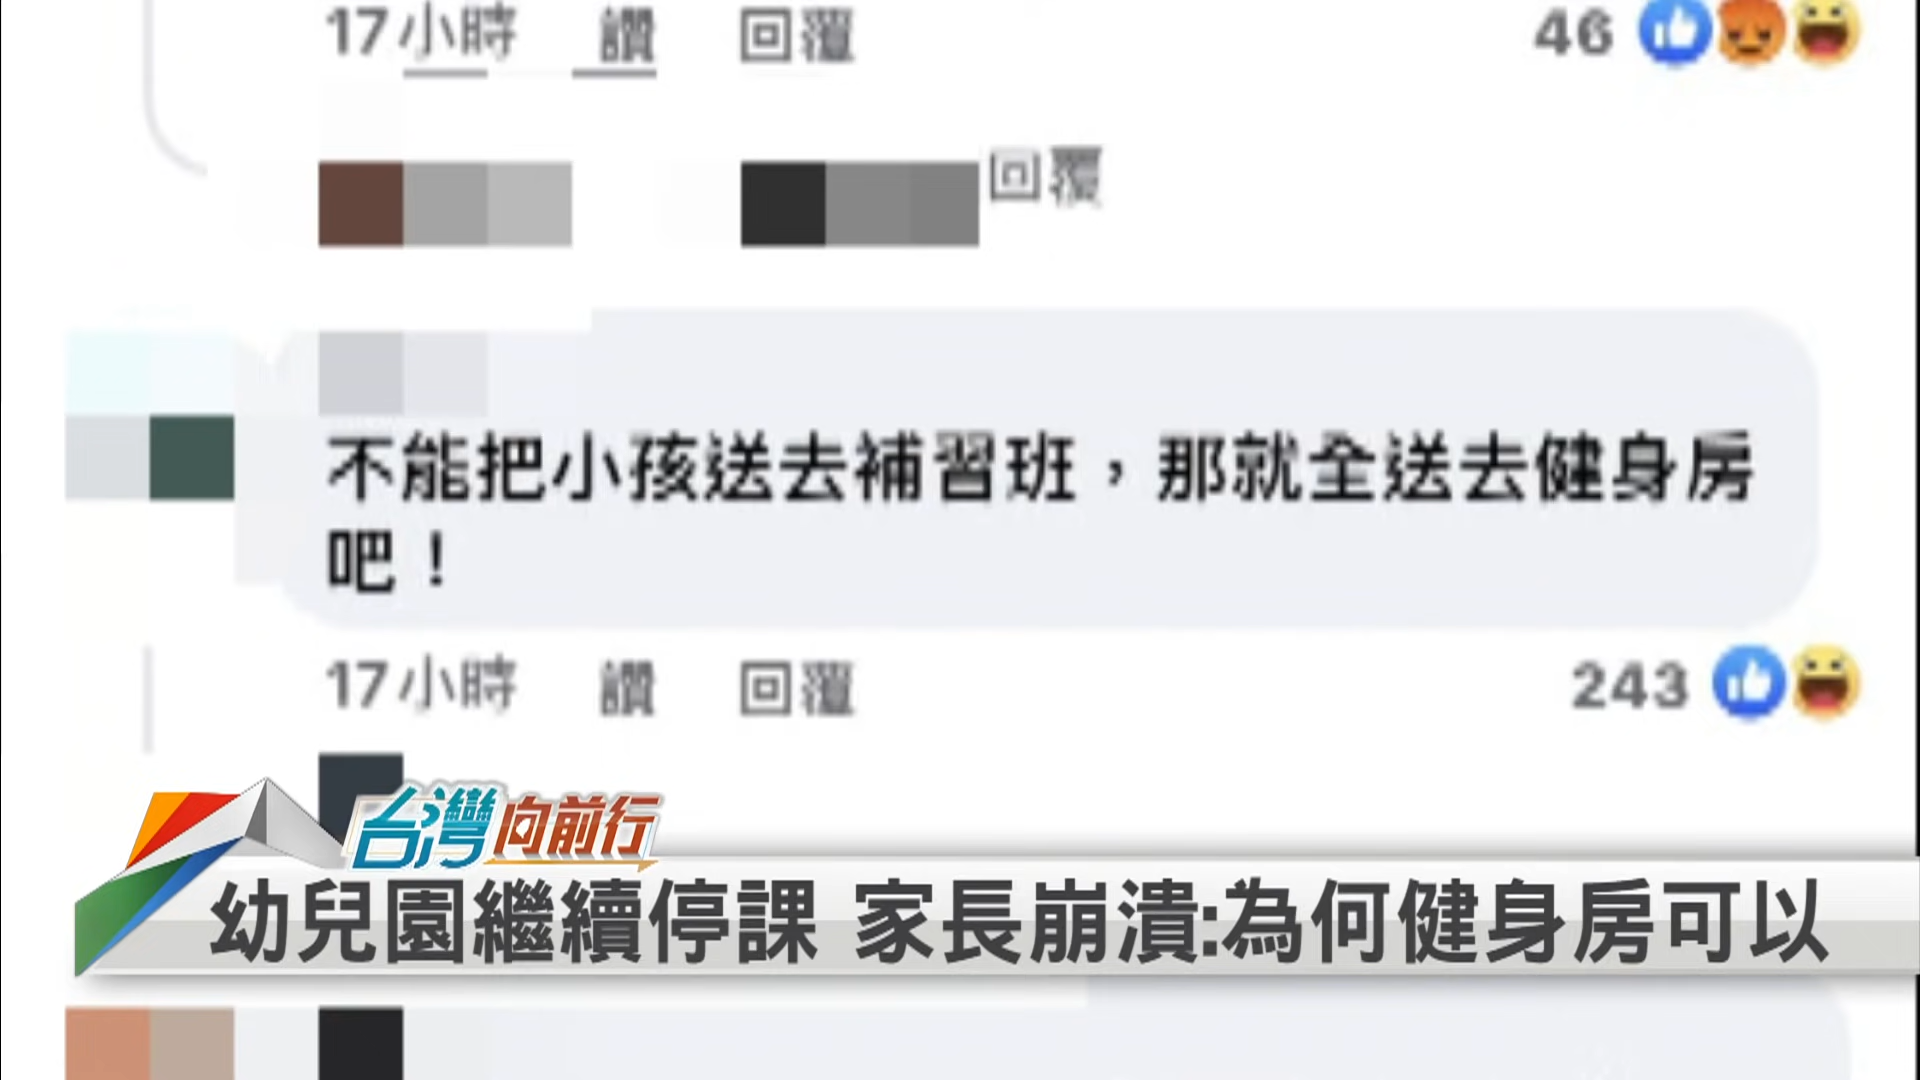 17小時 讚 回覆 46
回覆
不能把小孩送去補習班，那就全送去健身房
吧！
17小時 讚 回覆 243
台灣向前行
幼兒園繼續停課 家長崩潰:為何健身房可以